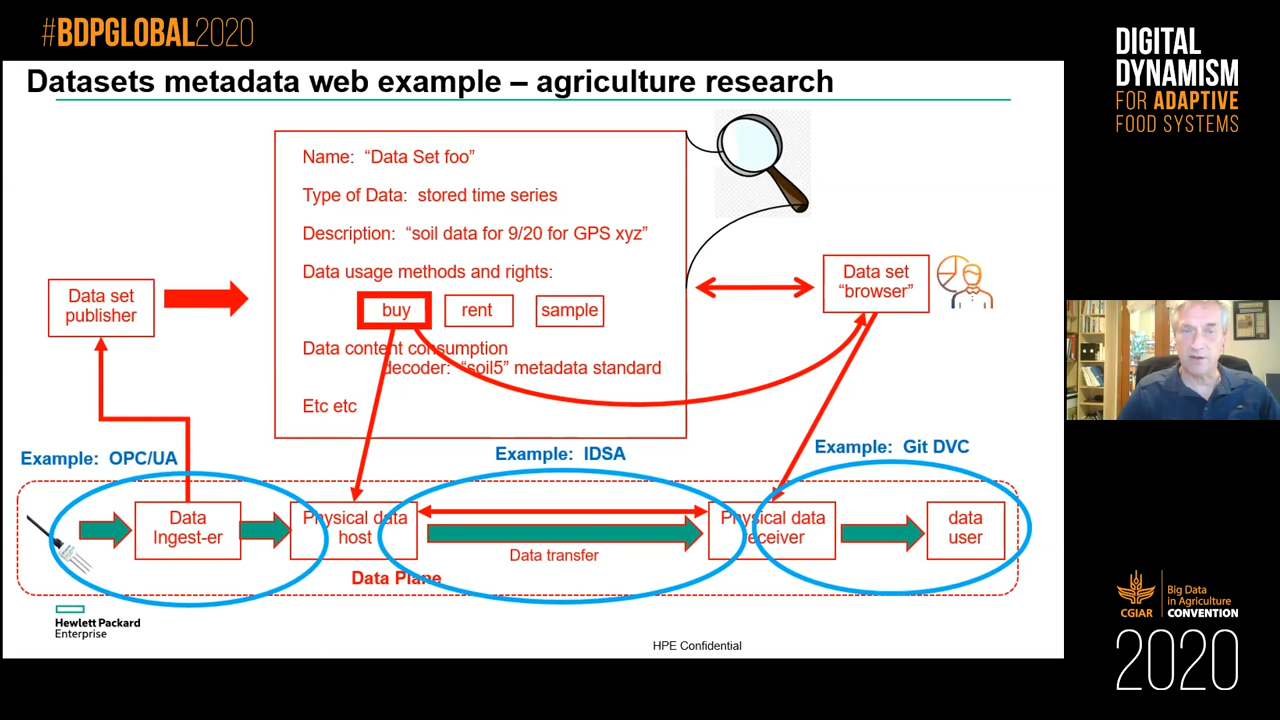 #BDPGLOBAL2020
DIGITAL
DYNAMISM
FOR ADAPTIVE
FOOD SYSTEMS
Datasets metadata web example – agriculture research
Name: “Data Set foo”
Type of Data: stored time series
Description: “soil data for 9/20 for GPS xyz”
Data usage methods and rights:
buy
rent
sample
Data content consumption
decoder: “soil5” metadata standard
Etc etc
Data set
publisher
Data set
“browser”
Example: OPC/UA
Example: IDSA
Example: Git DVC
Data
Ingest-er
Physical data
host
Data transfer
Physical data
receiver
data
user
Data Plane
Hewlett Packard
Enterprise
HPE Confidential
CGIAR
Big Data
in Agriculture
CONVENTION
2020